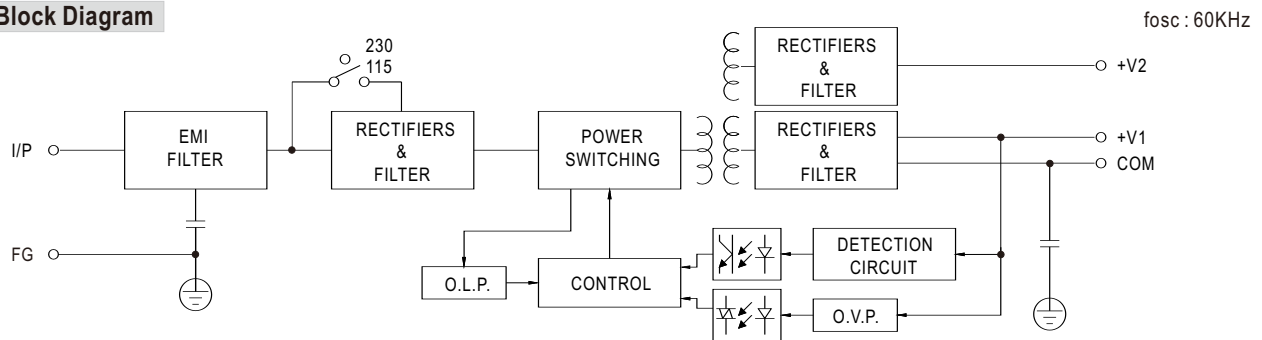 Block Diagram
fosc : 60KHz
230
115
RECTIFIERS
&
FILTER
+V2
I/P
EMI
FILTER
RECTIFIERS
&
FILTER
POWER
SWITCHING
RECTIFIERS
&
FILTER
+V1
COM
FG
O.L.P.
CONTROL
DETECTION
CIRCUIT
O.V.P.